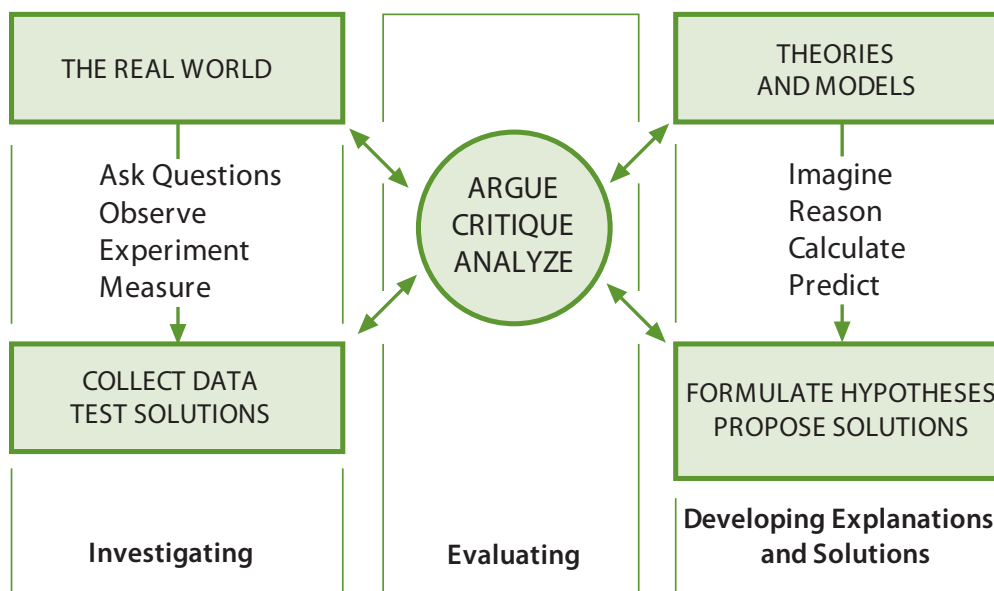 THE REAL WORLD
Ask Questions
Observe
Experiment
Measure
COLLECT DATA
TEST SOLUTIONS
Investigating
ARGUE
CRITIQUE
ANALYZE
Evaluating
THEORIES
AND MODELS
Imagine
Reason
Calculate
Predict
FORMULATE HYPOTHESES
PROPOSE SOLUTIONS
Developing Explanations
and Solutions